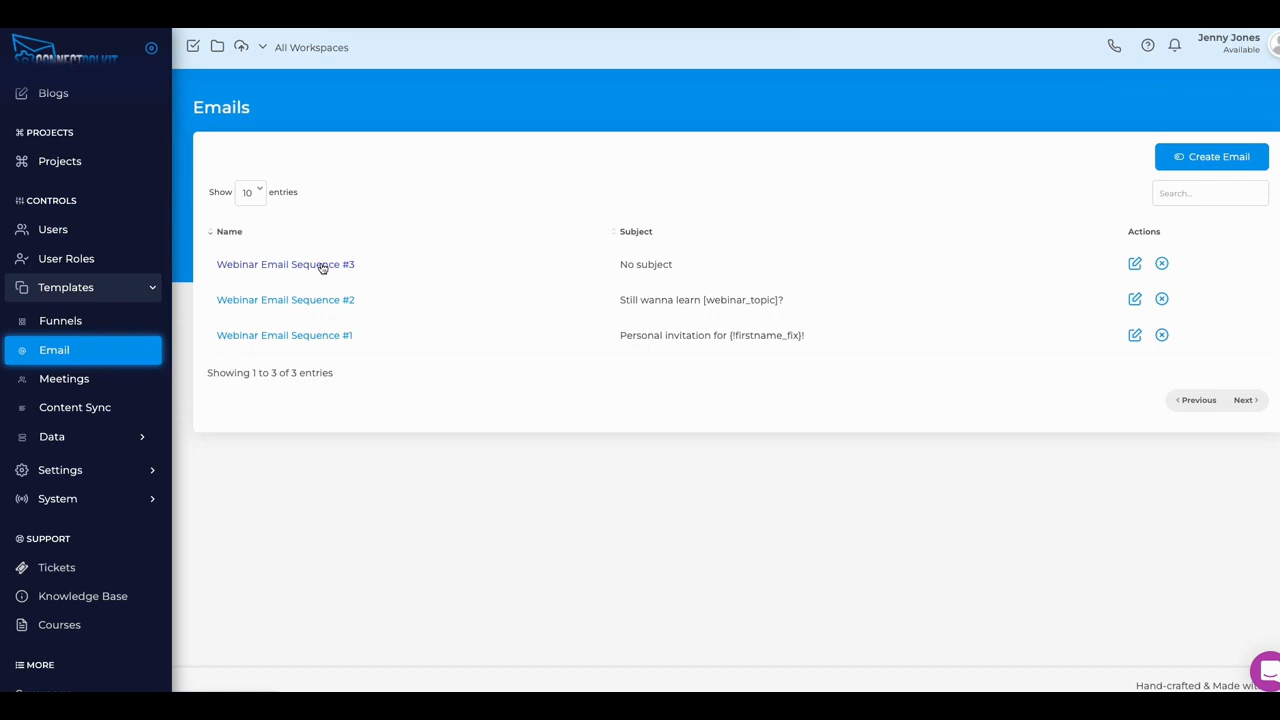 CONNECTPOLKIT
All Workspaces
Jenny Jones
Available
Blogs
PROJECTS
Projects
CONTROLS
Users
User Roles
Templates
Funnels
Email
Meetings
Content Sync
Data
Settings
System
SUPPORT
Tickets
Knowledge Base
Courses
MORE
Emails
Create Email
Show 10 entries
Search...
Name Subject Actions
Webinar Email Sequence #3 No subject
Webinar Email Sequence #2 Still wanna learn [webinar_topic]?
Webinar Email Sequence #1 Personal invitation for {!firstname_fix}!
Showing 1 to 3 of 3 entries
Previous Next
Hand-crafted & Made